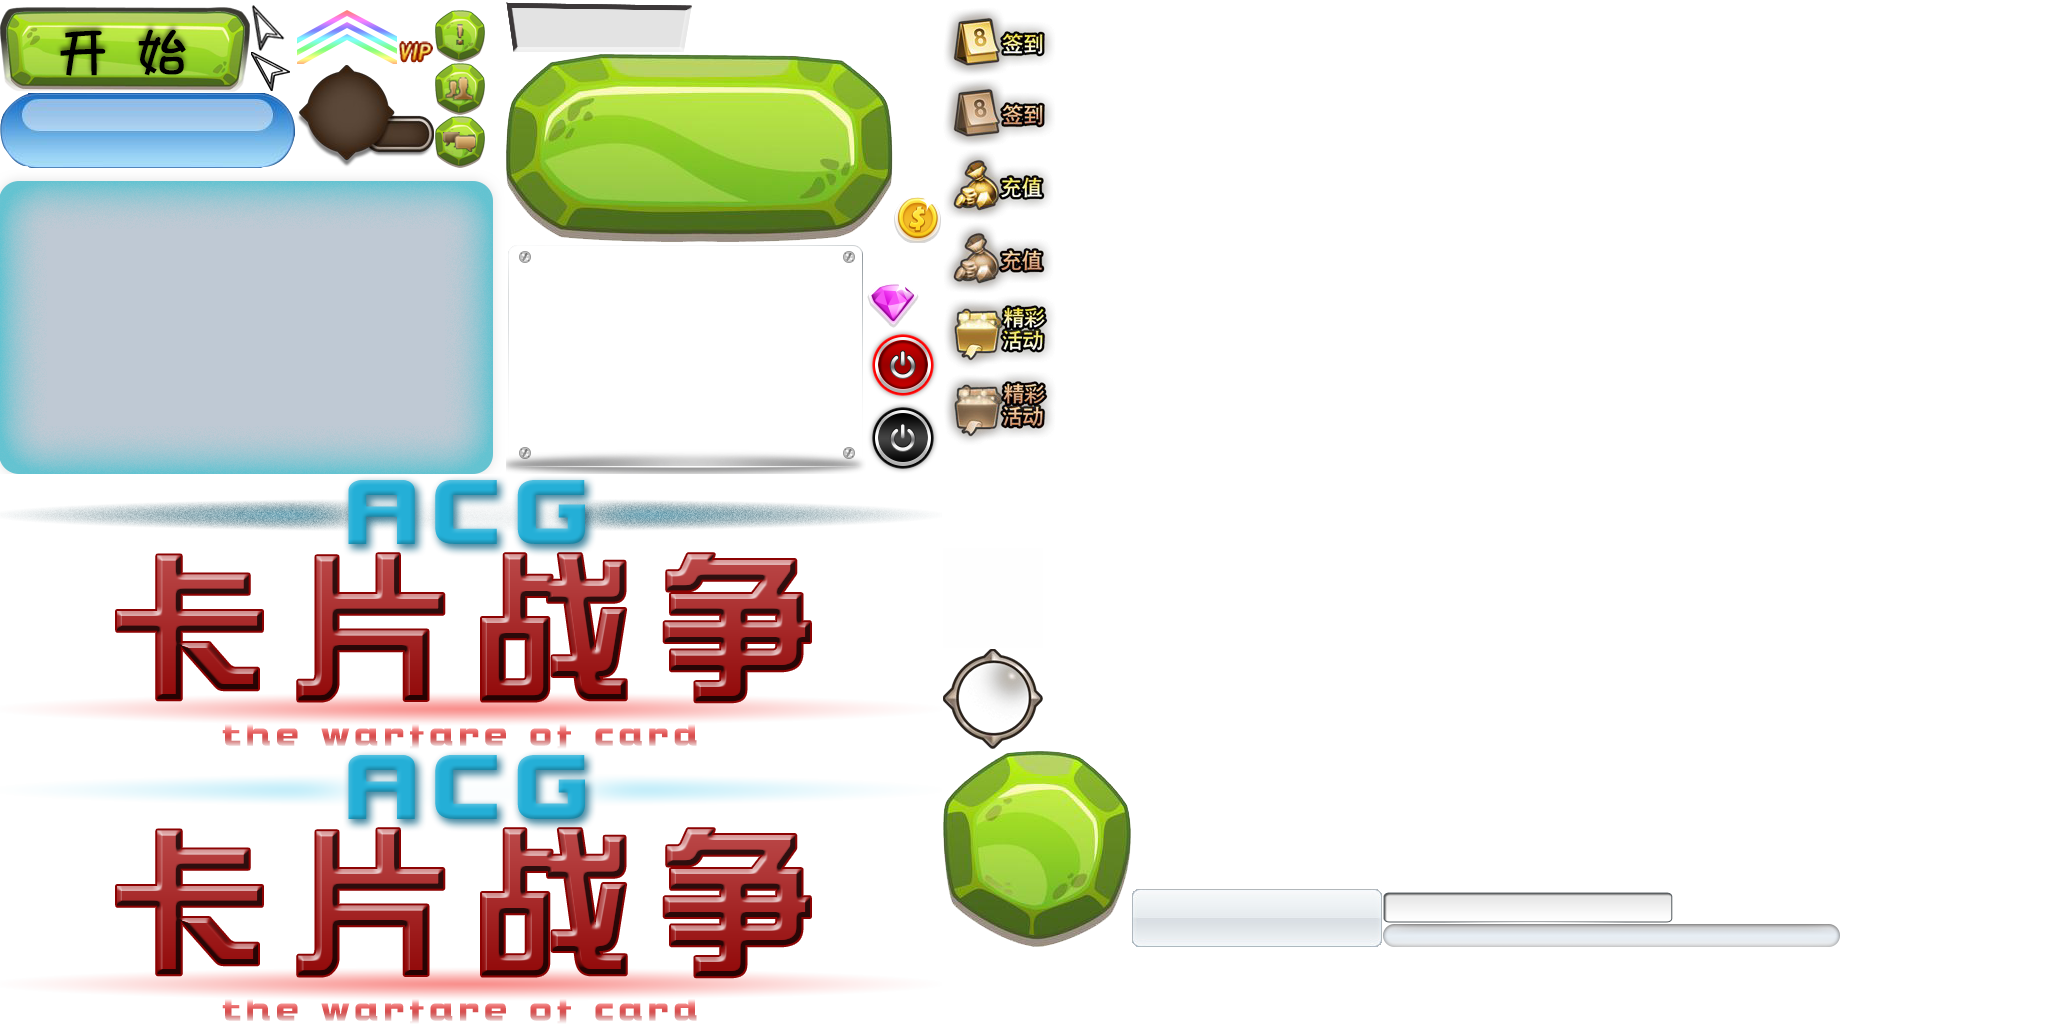 开 始
VIP
8 签到
8 签到
充值
充值
精彩
活动
精彩
活动
ACG
卡片战争
the warfare of card
ACG
卡片战争
the warfare of card